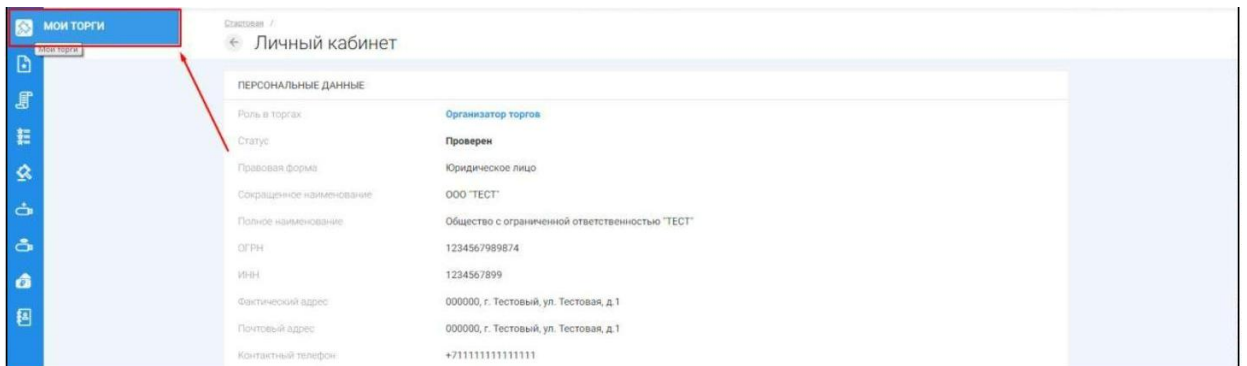 МОИ ТОРГИ
Мои торги
Стартовая /
Личный кабинет
ПЕРСОНАЛЬНЫЕ ДАННЫЕ
Роль в торгах Организатор торгов
Статус Проверен
Правовая форма Юридическое лицо
Сокращенное наименование ООО "ТЕСТ"
Полное наименование Общество с ограниченной ответственностью "ТЕСТ"
ОГРН 1234567989874
ИНН 1234567899
Фактический адрес 000000, г. Тестовый, ул. Тестовая, д.1
Почтовый адрес 000000, г. Тестовый, ул. Тестовая, д.1
Контактный телефон +711111111111111